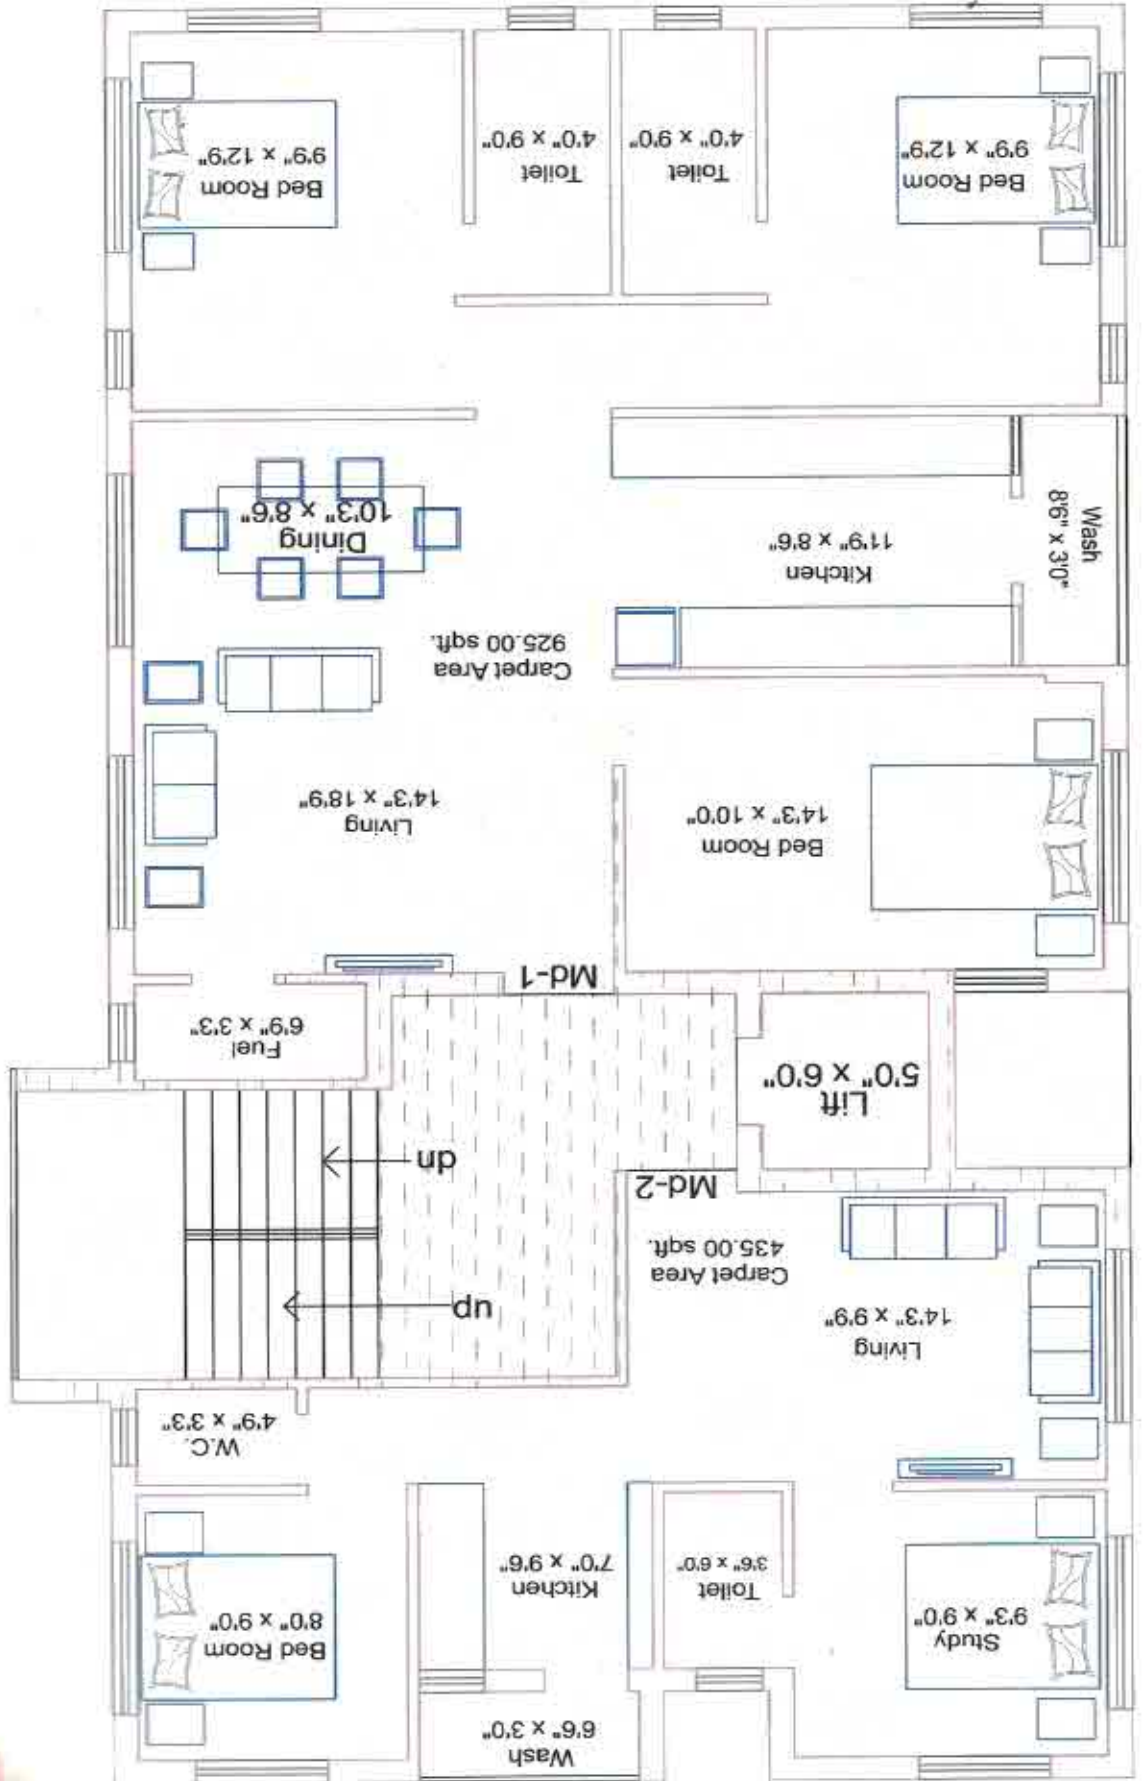 Wash
6'6" x 3'0"
Study
9'3" x 9'0"
Toilet
3'6" x 6'0"
Kitchen
7'0" x 9'6"
Bed Room
8'0" x 9'0"
W.C.
4'9" x 3'3"
Living
14'3" x 9'9"
Carpet Area
435.00 sqft.
up
Md-2
dn
Lift
5'0" x 6'0"
Fuel
6'9" x 3'3"
Md-1
Bed Room
14'3" x 10'0"
Living
14'3" x 18'9"
Carpet Area
925.00 sqft.
Wash
8'6" x 3'0"
Kitchen
11'9" x 8'6"
Dining
10'3" x 8'6"
Bed Room
9'9" x 12'9"
Toilet
4'0" x 9'0"
Toilet
4'0" x 9'0"
Bed Room
9'9" x 12'9"